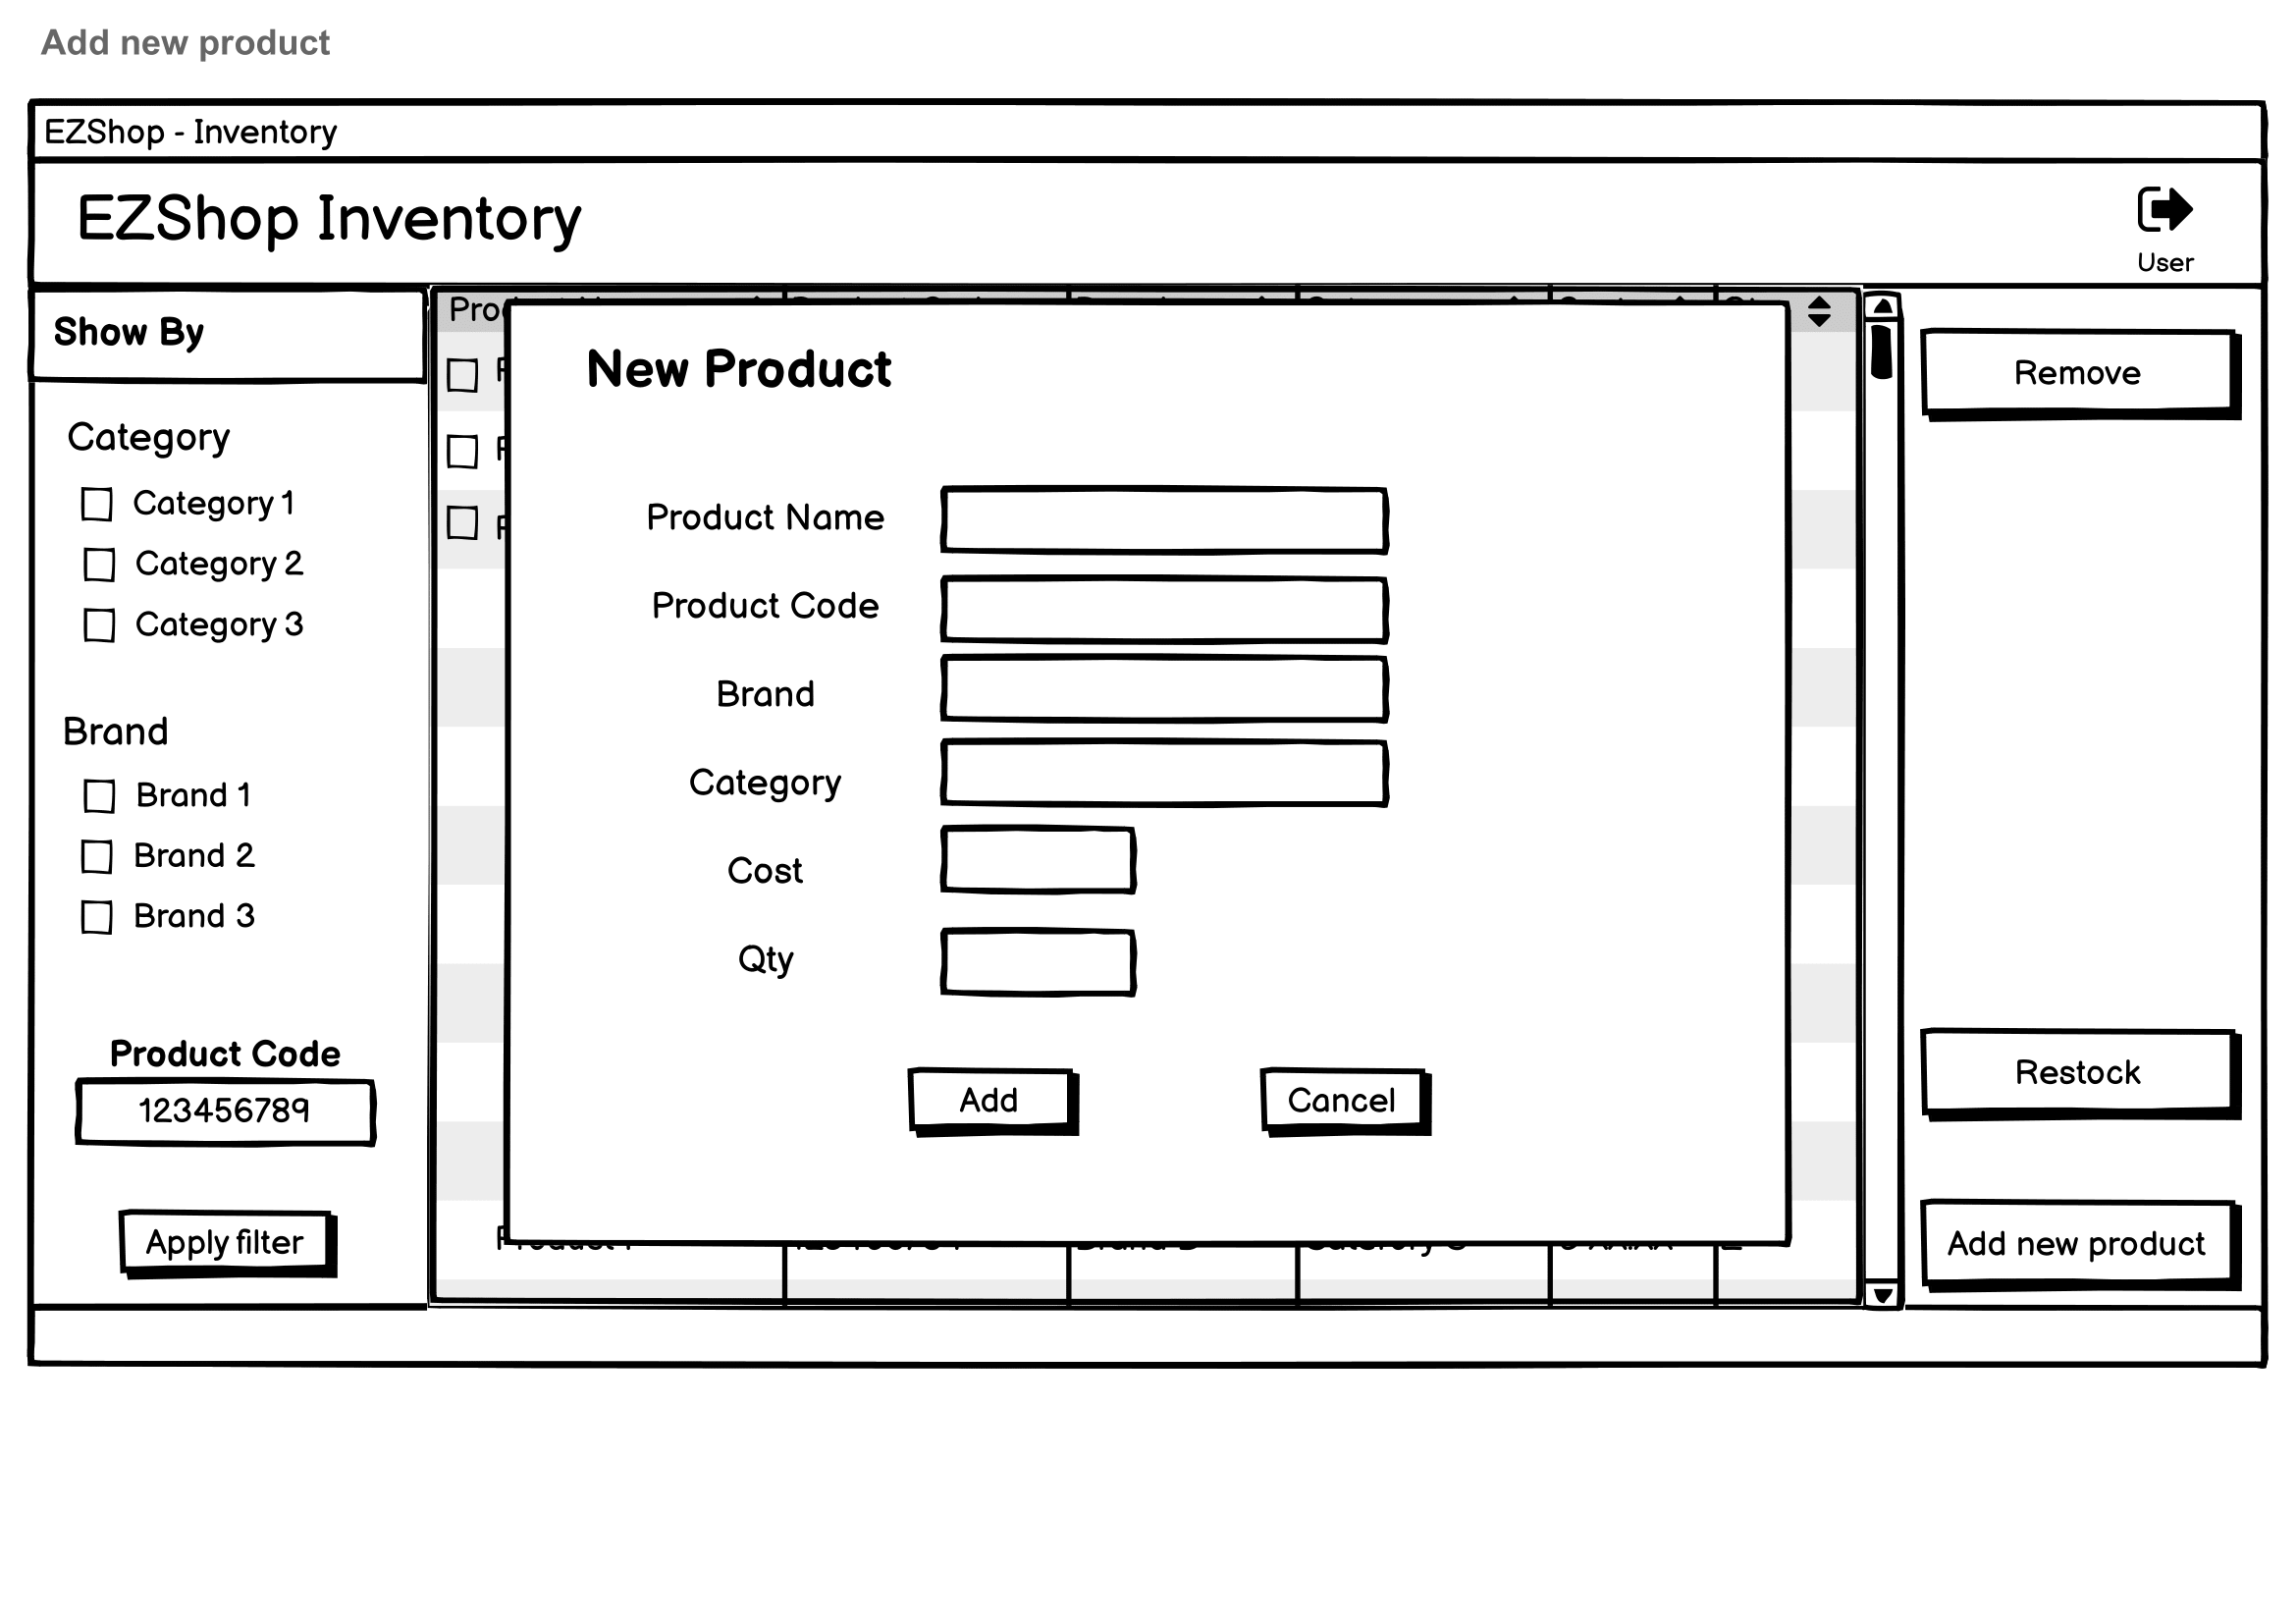 Add new product
EZShop - Inventory
EZShop Inventory
User
Show By
Category
Category 1
Category 2
Category 3
Brand
Brand 1
Brand 2
Brand 3
Product Code
123456789
Apply filter
New Product
Product Name
Product Code
Brand
Category
Cost
Qty
Add
Cancel
Remove
Restock
Add new product